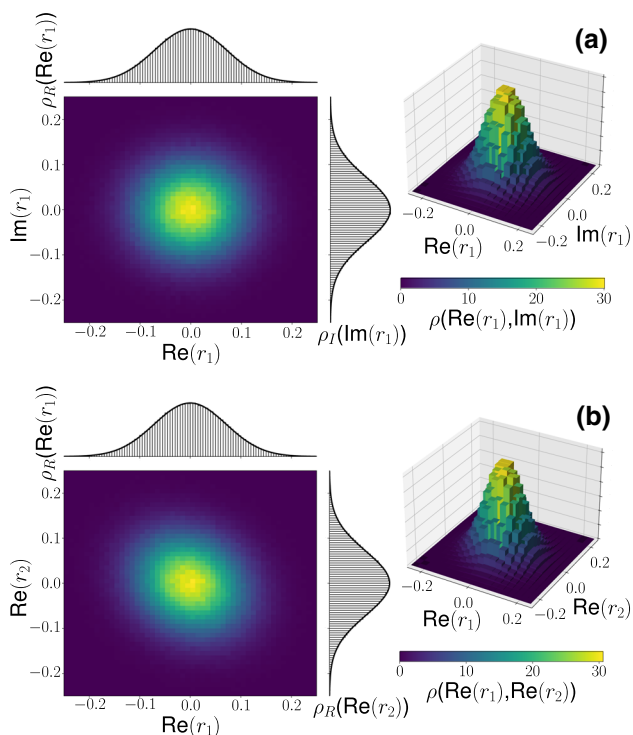 ρ_R(Re(r_1))
(a)
0.2
0.1
0.0
−0.1
−0.2
Im(r_1)
−0.2 −0.1 0.0 0.1 0.2
Re(r_1)
ρ_I(Im(r_1))
−0.2 0.0 0.2
Re(r_1)
−0.2 0.0 0.2
Im(r_1)
0 10 20 30
ρ(Re(r_1),Im(r_1))
ρ_R(Re(r_1))
(b)
0.2
0.1
0.0
−0.1
−0.2
Re(r_2)
−0.2 −0.1 0.0 0.1 0.2
Re(r_1)
ρ_R(Re(r_2))
−0.2 0.0 0.2
Re(r_1)
−0.2 0.0 0.2
Re(r_2)
0 10 20 30
ρ(Re(r_1),Re(r_2))